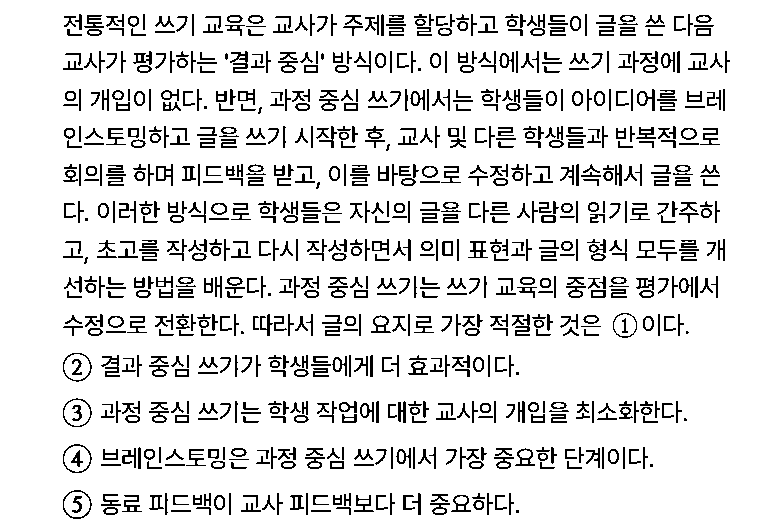 전통적인 쓰기 교육은 교사가 주제를 할당하고 학생들이 글을 쓴 다음
교사가 평가하는 '결과 중심' 방식이다. 이 방식에서는 쓰기 과정에 교사
의 개입이 없다. 반면, 과정 중심 쓰기에서는 학생들이 아이디어를 브레
인스토밍하고 글을 쓰기 시작한 후, 교사 및 다른 학생들과 반복적으로
회의를 하며 피드백을 받고, 이를 바탕으로 수정하고 계속해서 글을 쓴
다. 이러한 방식으로 학생들은 자신의 글을 다른 사람의 읽기로 간주하
고, 초고를 작성하고 다시 작성하면서 의미 표현과 글의 형식 모두를 개
선하는 방법을 배운다. 과정 중심 쓰기는 쓰기 교육의 중점을 평가에서
수정으로 전환한다. 따라서 글의 요지로 가장 적절한 것은 ①이다.
② 결과 중심 쓰기가 학생들에게 더 효과적이다.
③ 과정 중심 쓰기는 학생 작업에 대한 교사의 개입을 최소화한다.
④ 브레인스토밍은 과정 중심 쓰기에서 가장 중요한 단계이다.
⑤ 동료 피드백이 교사 피드백보다 더 중요하다.